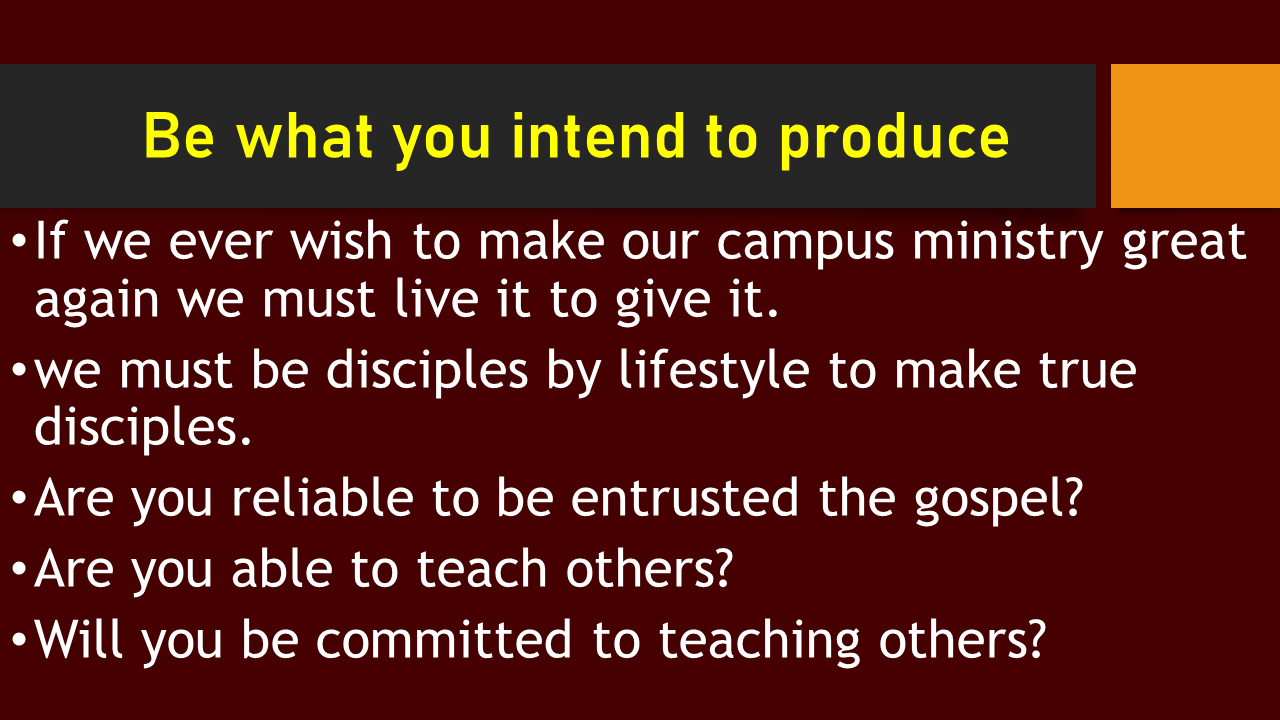 Be what you intend to produce
•If we ever wish to make our campus ministry great
again we must live it to give it.
•we must be disciples by lifestyle to make true
disciples.
•Are you reliable to be entrusted the gospel?
•Are you able to teach others?
•Will you be committed to teaching others?